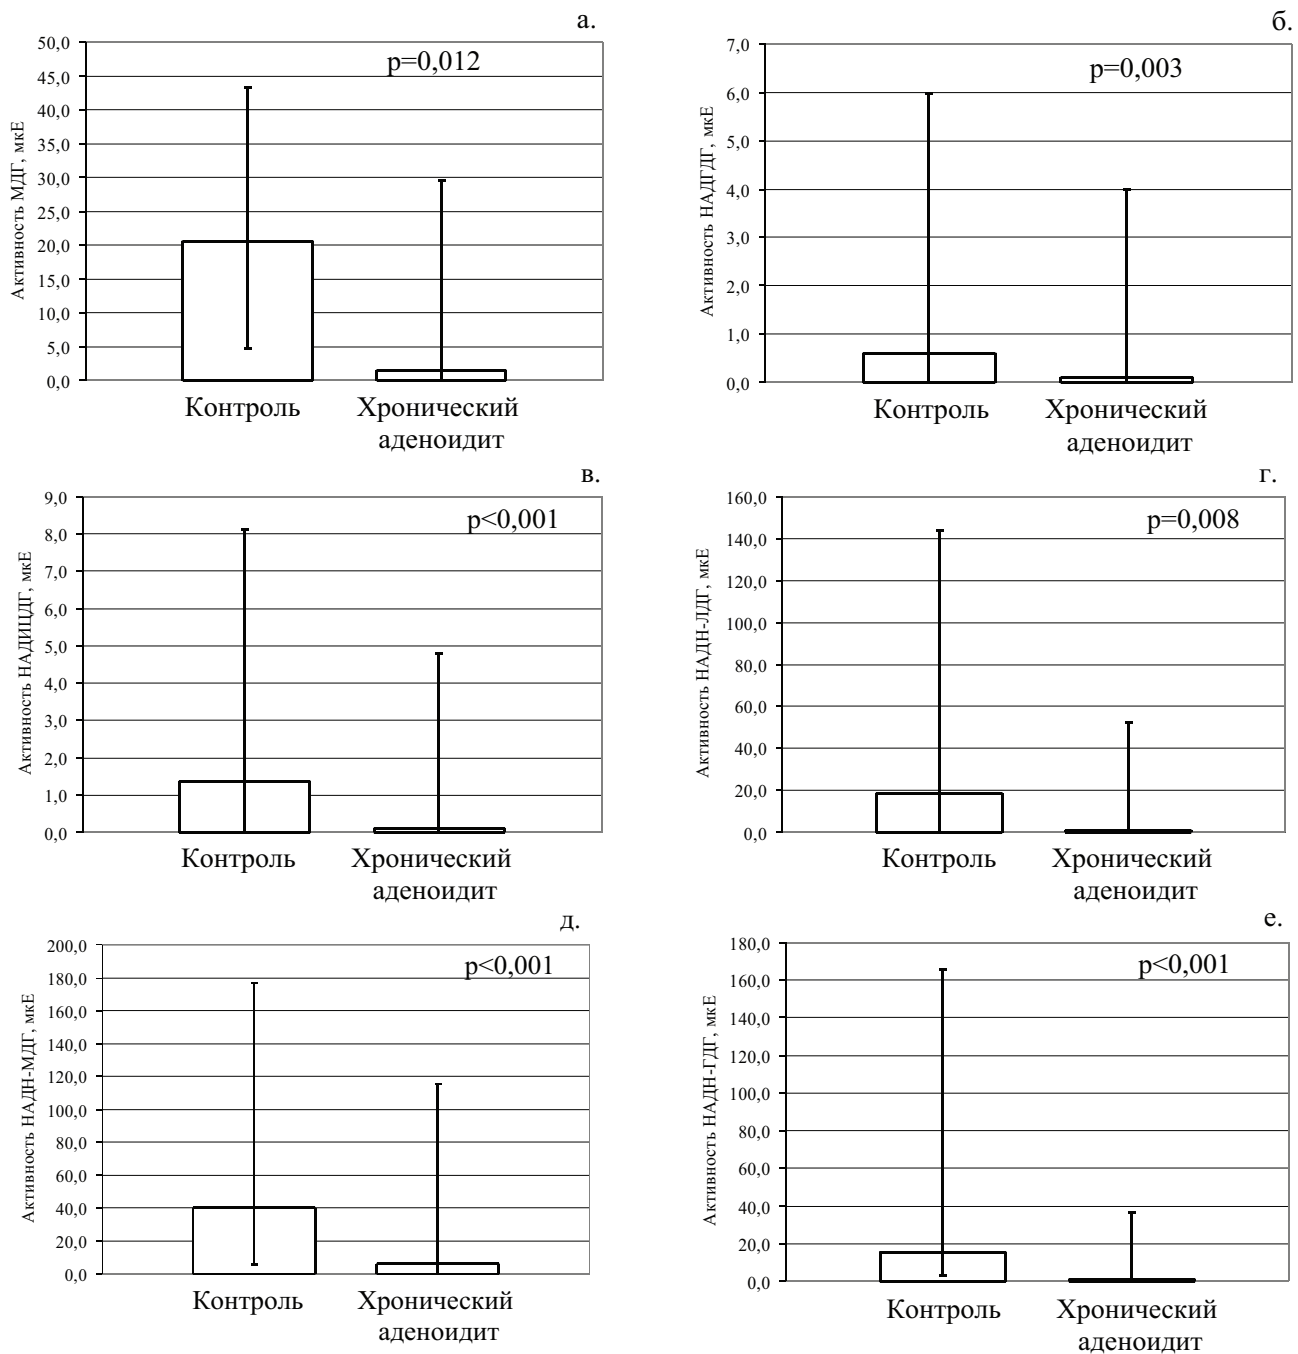 а.
Активность МДГ, мкЕ
50,0
45,0
40,0
35,0
30,0
25,0
20,0
15,0
10,0
5,0
0,0
p=0,012
Контроль
Хронический
аденоидит
б.
Активность НАДГДГ, мкЕ
7,0
6,0
5,0
4,0
3,0
2,0
1,0
0,0
p=0,003
Контроль
Хронический
аденоидит
в.
Активность НАДИЦДГ, мкЕ
9,0
8,0
7,0
6,0
5,0
4,0
3,0
2,0
1,0
0,0
p<0,001
Контроль
Хронический
аденоидит
г.
Активность НАДН-ЛДГ, мкЕ
160,0
140,0
120,0
100,0
80,0
60,0
40,0
20,0
0,0
p=0,008
Контроль
Хронический
аденоидит
д.
Активность НАДН-МДГ, мкЕ
200,0
180,0
160,0
140,0
120,0
100,0
80,0
60,0
40,0
20,0
0,0
p<0,001
Контроль
Хронический
аденоидит
е.
Активность НАДН-ГДГ, мкЕ
180,0
160,0
140,0
120,0
100,0
80,0
60,0
40,0
20,0
0,0
p<0,001
Контроль
Хронический
аденоидит